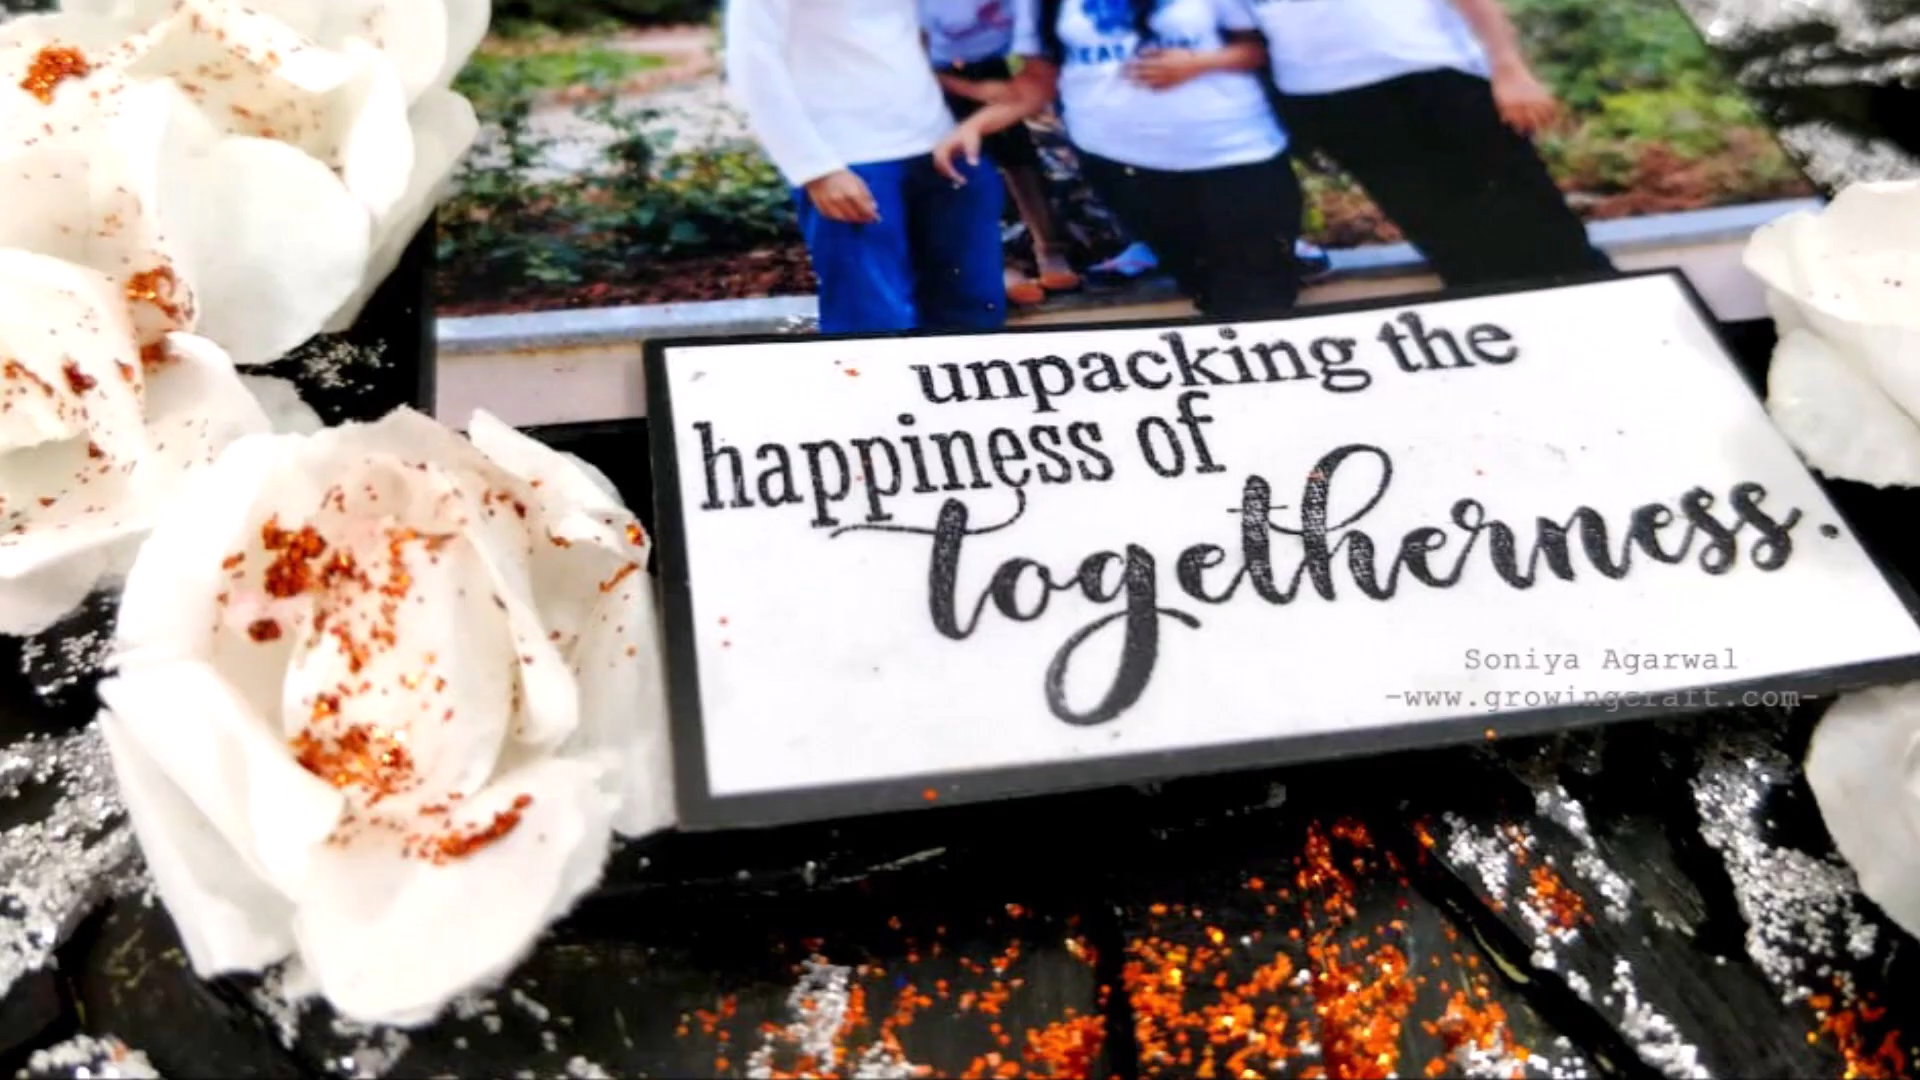 unpacking the
happiness of
togetherness.
Soniya Agarwal
-www.growingcraft.com-